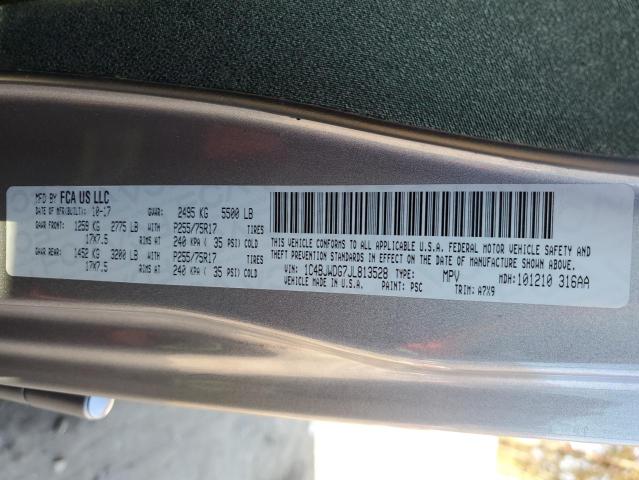 MFD BY FCA US LLC
DATE OF MFR(BUILT): 10-17 GVWR: 2495 KG 5500 LB
GAWR FRONT: 1259 KG 2775 LB P255/75R17 TIRES
17X7.5 RIMS AT 240 KPA ( 35 PSI) COLD
GAWR REAR: 1452 KG 3200 LB P255/75R17 TIRES
17X7.5 RIMS AT 240 KPA ( 35 PSI) COLD
THIS VEHICLE CONFORMS TO ALL APPLICABLE U.S.A. FEDERAL MOTOR VEHICLE SAFETY AND
THEFT PREVENTION STANDARDS IN EFFECT ON THE DATE OF MANUFACTURE SHOWN ABOVE.
VIN: 1C4BJWDG7JL813528 TYPE: MPV MDH: 101210 316AA
VEHICLE MADE IN U.S.A. PAINT: PSC TRIM: A7X9